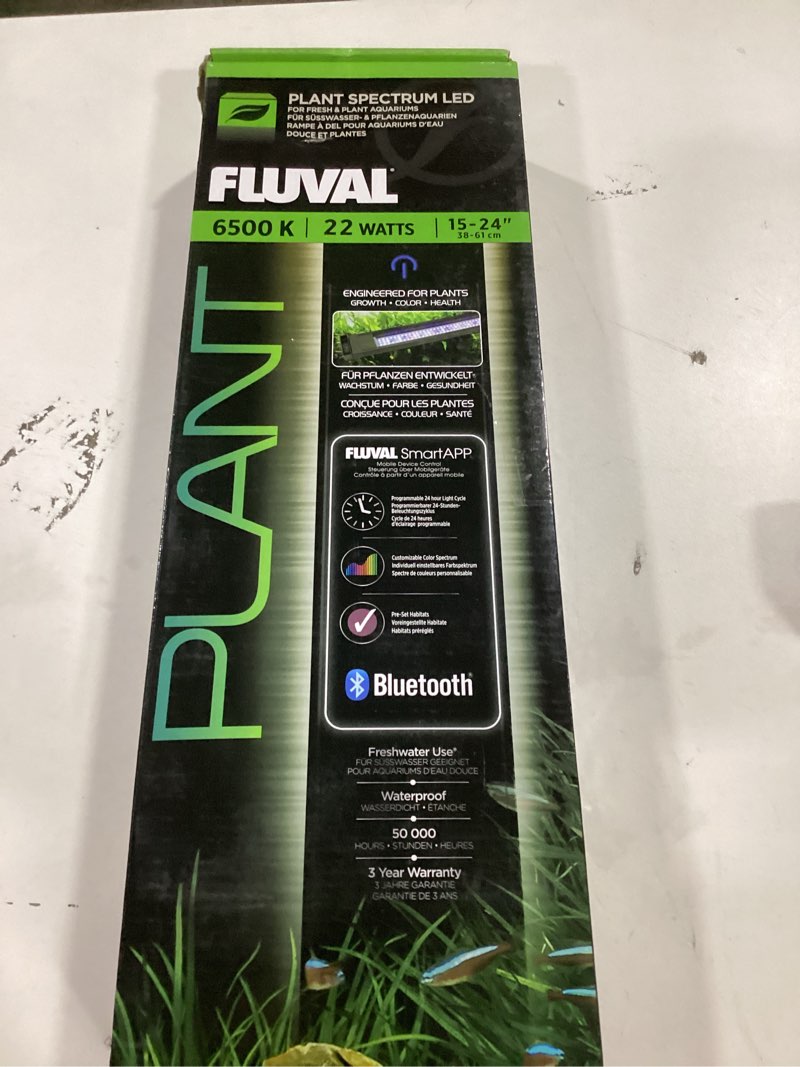 PLANT SPECTRUM LED
FOR FRESH & PLANT AQUARIUMS
FÜR SÜSSWASSER- & PFLANZENAQUARIEN
RAMPE À DEL POUR AQUARIUMS D'EAU
DOUCE ET PLANTES
FLUVAL
6500 K | 22 WATTS | 15-24"
38-61 cm
PLANT
ENGINEERED FOR PLANTS
GROWTH • COLOR • HEALTH
FÜR PFLANZEN ENTWICKELT
WACHSTUM • FARBE • GESUNDHEIT
CONÇUE POUR LES PLANTES
CROISSANCE • COULEUR • SANTÉ
FLUVAL SmartAPP
Mobile Device Control
Steuerung über Mobilgeräte
Contrôle à partir d'un appareil mobile
Programmable 24 hour Light Cycle
Programmierbarer 24-Stunden-
Beleuchtungszyklus
Cycle de 24 heures
d'éclairage programmable
Customizable Color Spectrum
Individuell einstellbares Farbspektrum
Spectre de couleurs personnalisable
Pre-Set Habitats
Voreingestellte Habitate
Habitats préréglés
Bluetooth
Freshwater Use*
FÜR SÜSSWASSER GEEIGNET
POUR AQUARIUMS D'EAU DOUCE
Waterproof
WASSERDICHT • ÉTANCHE
50 000
HOURS • STUNDEN • HEURES
3 Year Warranty
3 JAHRE GARANTIE
GARANTIE DE 3 ANS